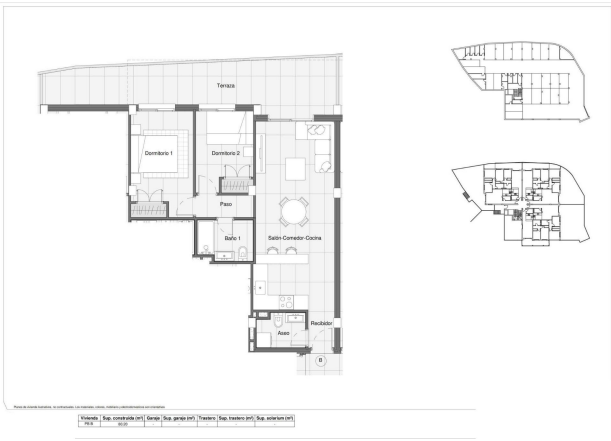 Terraza
Dormitorio 1
Dormitorio 2
Paso
Baño 1
Salón-Comedor-Cocina
Aseo
Recibidor
B
Vivienda Sup. construida (m²) Garaje Sup. garaje (m²) Trastero Sup. trastero (m²) Sup. solarium (m²)